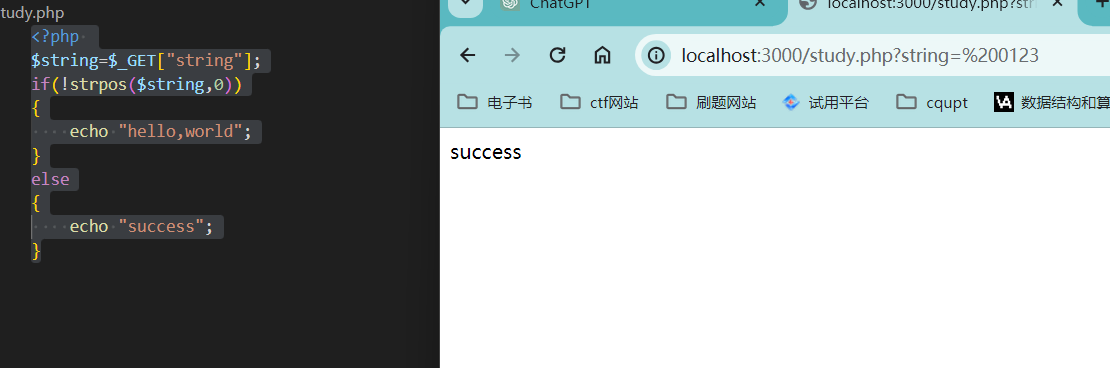 tudy.php
<?php
$string=$_GET["string"];
if(!strpos($string,0))
{
    echo "hello,world";
}
else
{
    echo "success";
}
ChatGPT
localhost:3000/study.php?str
localhost:3000/study.php?string=%200123
电子书 ctf网站 刷题网站 试用平台 cqupt 数据结构和算
success